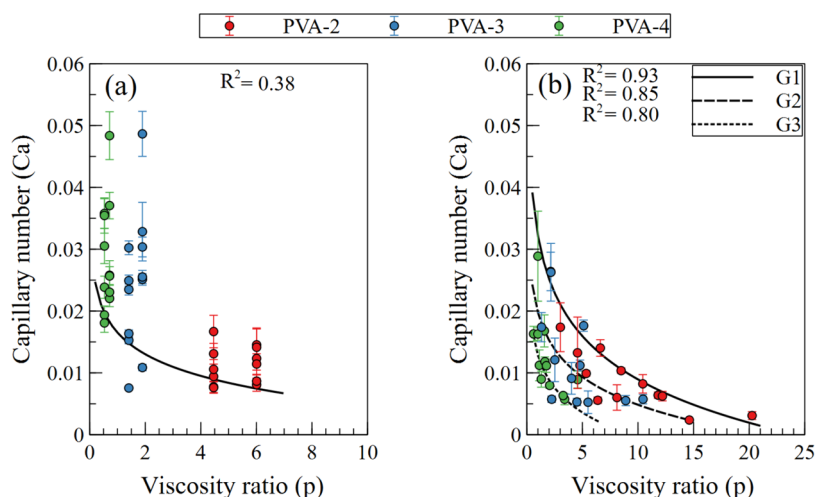 PVA-2 PVA-3 PVA-4
(a)
R²= 0.38
Capillary number (Ca)
0.06
0.05
0.04
0.03
0.02
0.01
0
0 2 4 6 8 10
Viscosity ratio (p)
(b)
R²= 0.93
R²= 0.85
R²= 0.80
G1
G2
G3
Capillary number (Ca)
0.06
0.05
0.04
0.03
0.02
0.01
0
0 5 10 15 20 25
Viscosity ratio (p)